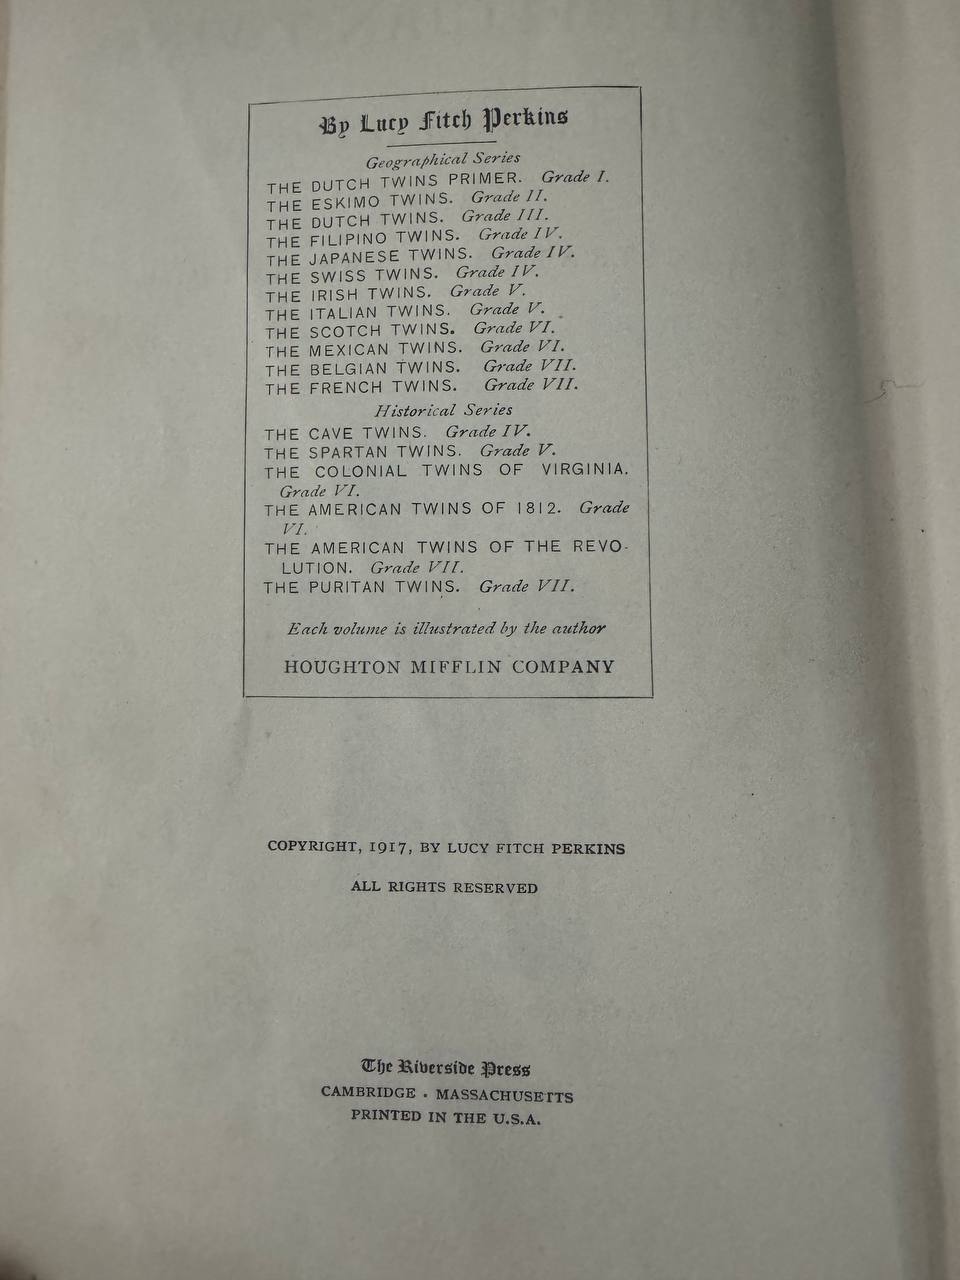 By Lucy Fitch Perkins
Geographical Series
THE DUTCH TWINS PRIMER. Grade I.
THE ESKIMO TWINS. Grade II.
THE DUTCH TWINS. Grade III.
THE FILIPINO TWINS. Grade IV.
THE JAPANESE TWINS. Grade IV.
THE SWISS TWINS. Grade IV.
THE IRISH TWINS. Grade V.
THE ITALIAN TWINS. Grade V.
THE SCOTCH TWINS. Grade VI.
THE MEXICAN TWINS. Grade VI.
THE BELGIAN TWINS. Grade VII.
THE FRENCH TWINS. Grade VII.
Historical Series
THE CAVE TWINS. Grade IV.
THE SPARTAN TWINS. Grade V.
THE COLONIAL TWINS OF VIRGINIA.
Grade VI.
THE AMERICAN TWINS OF 1812. Grade
VI.
THE AMERICAN TWINS OF THE REVO-
LUTION. Grade VII.
THE PURITAN TWINS. Grade VII.
Each volume is illustrated by the author
HOUGHTON MIFFLIN COMPANY
COPYRIGHT, 1917, BY LUCY FITCH PERKINS
ALL RIGHTS RESERVED
The Riverside Press
CAMBRIDGE . MASSACHUSETTS
PRINTED IN THE U.S.A.